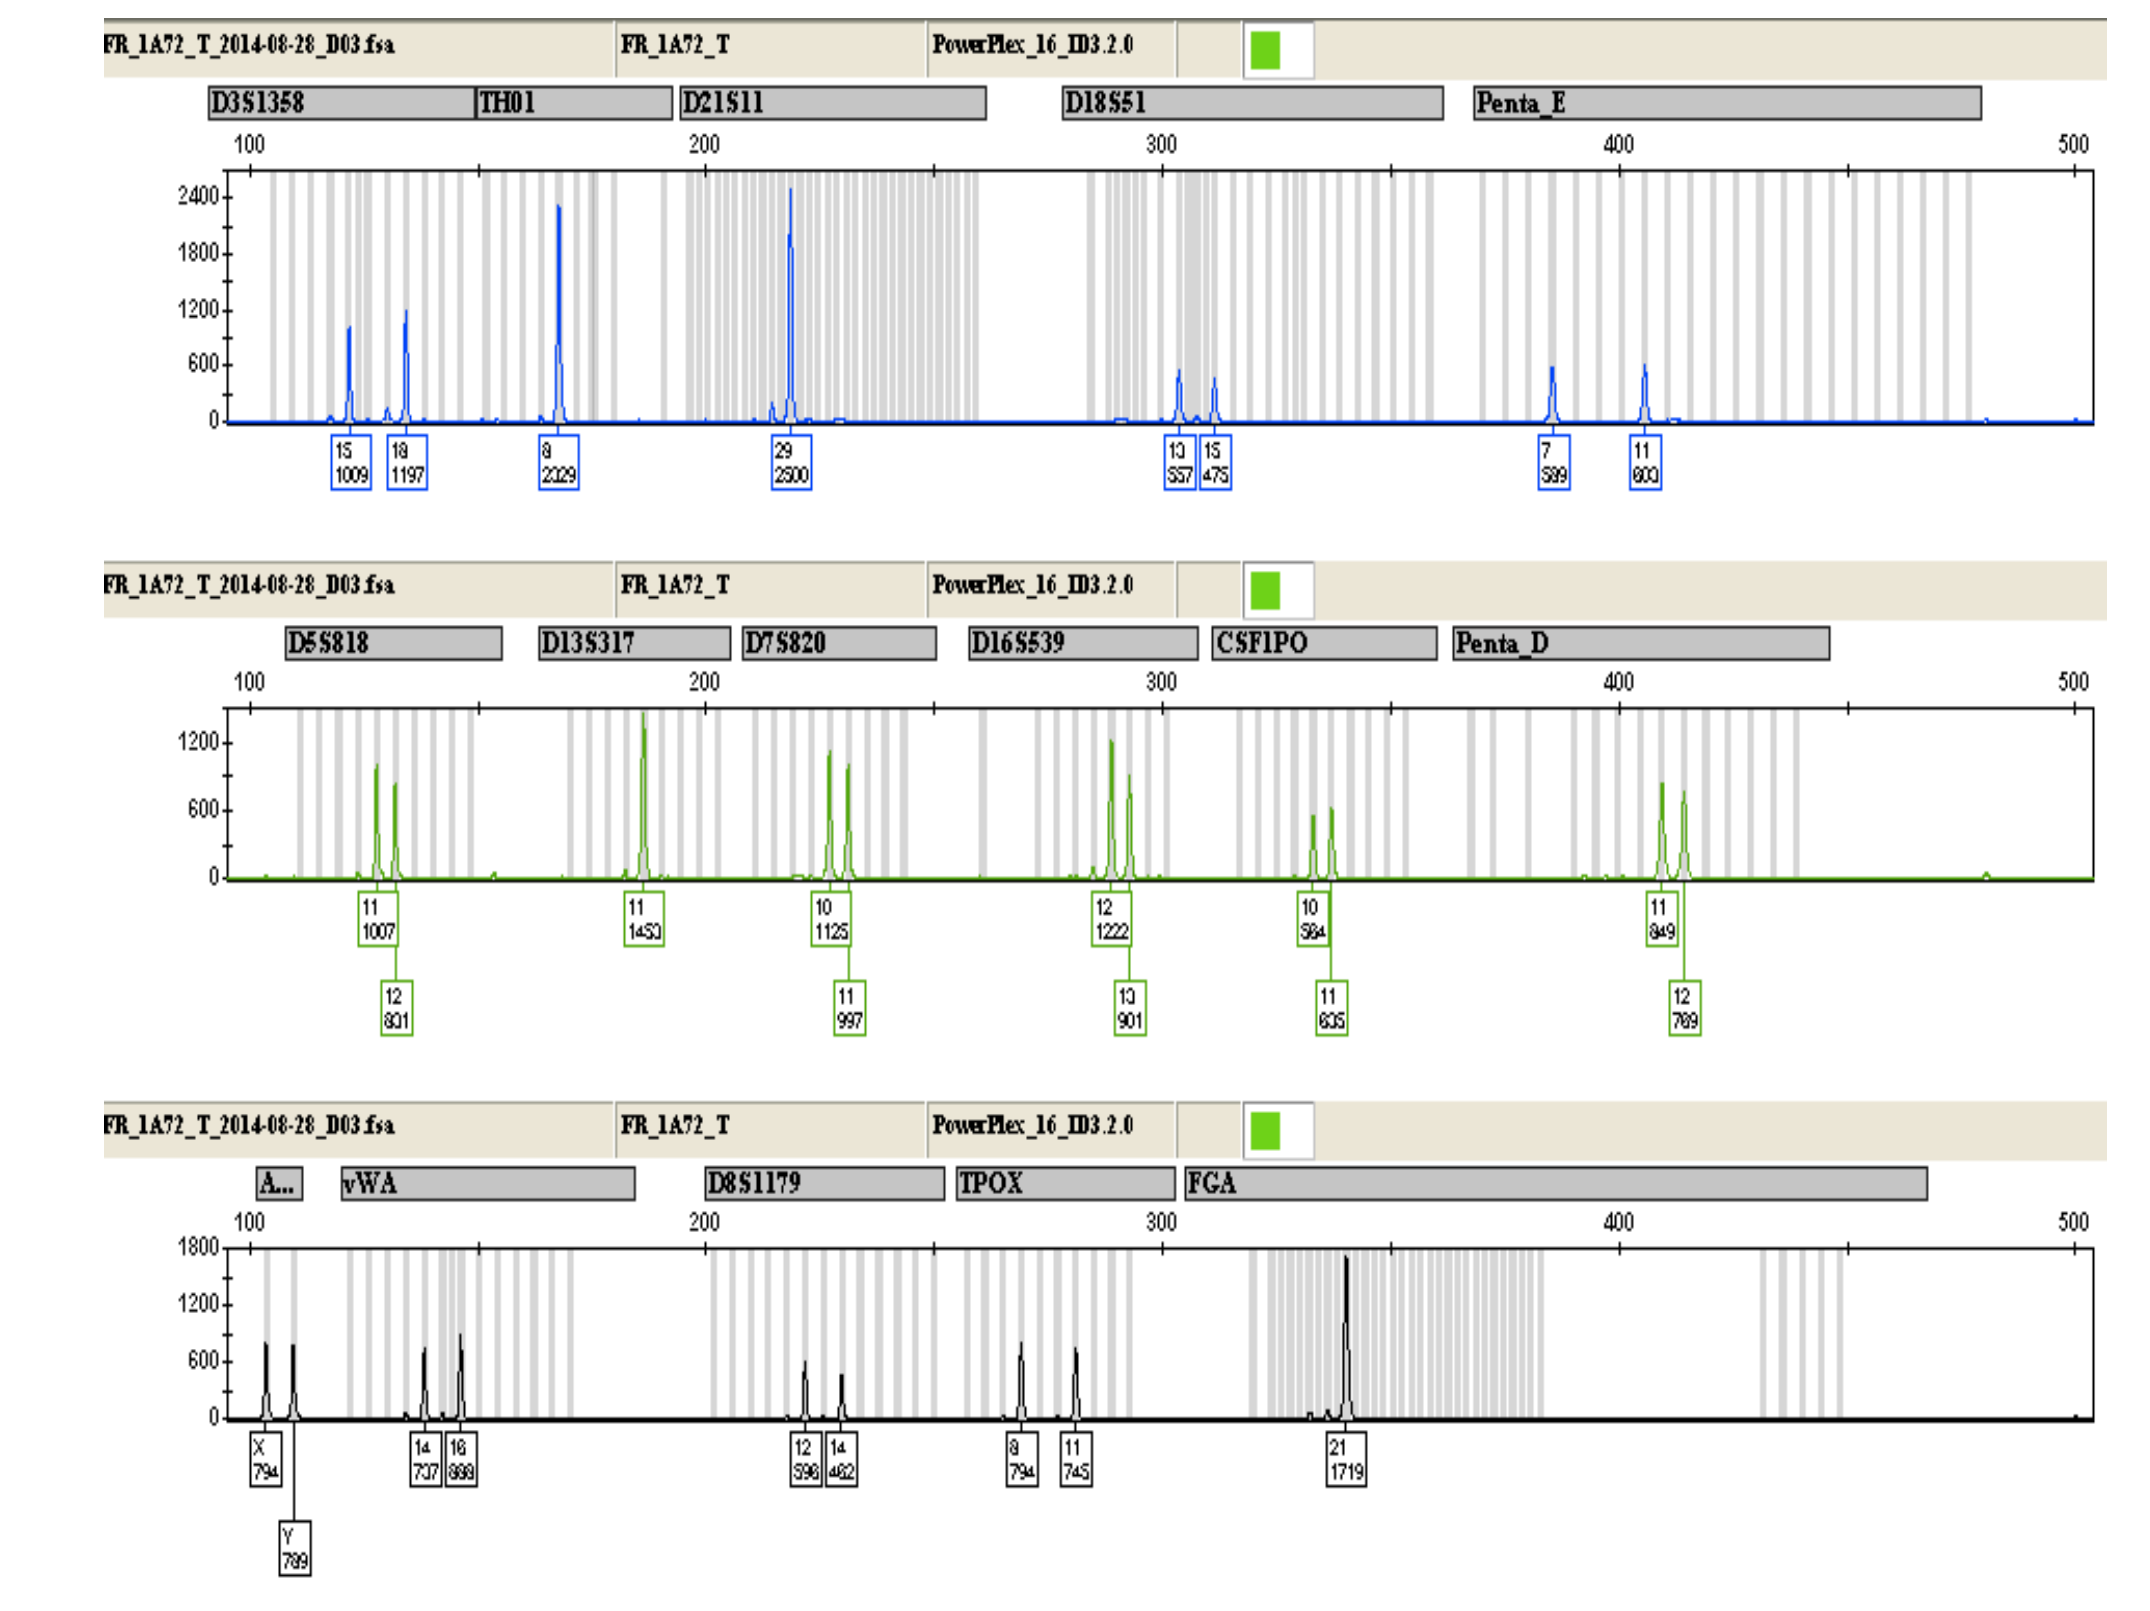 FR_1A72_T_2014-08-28_D03.fsa FR_1A72_T PowerPlex_16_ID3.2.0
D3S1358 TH01 D21S11 D18S51 Penta_E
100 200 300 400 500
2400
1800
1200
600
0
15 18 8 29 13 15 7 11
1009 1197 2329 2500 557 475 589 603
FR_1A72_T_2014-08-28_D03.fsa FR_1A72_T PowerPlex_16_ID3.2.0
D5S818 D13S317 D7S820 D16S539 CSF1PO Penta_D
100 200 300 400 500
1200
600
0
11 11 10 12 10 11
1007 1453 1125 1222 564 849
12 11 13 11 12
831 997 901 635
FR_1A72_T_2014-08-28_D03.fsa FR_1A72_T PowerPlex_16_ID3.2.0
A... vWA D8S1179 TPOX FGA
100 200 300 400 500
1800
1200
600
0
X 14 16 12 14 8 11 21
794 737 596 462 794 745 1719
Y